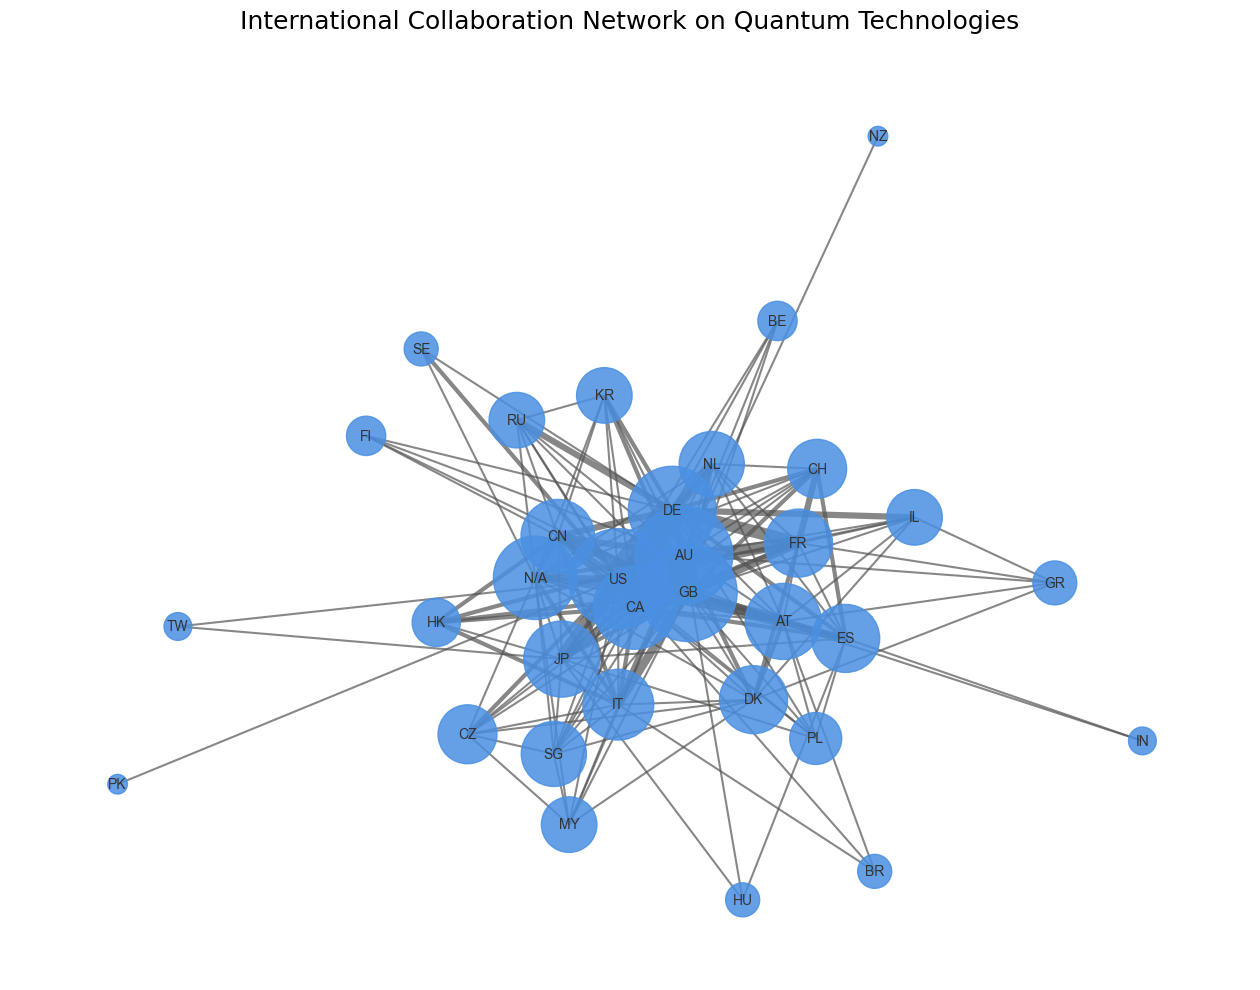 International Collaboration Network on Quantum Technologies
NZ
BE
SE
KR
RU
FI
NL
CH
DE
IL
CN
FR
AU
N/A
US
GR
GB
CA
HK
AT
TW
ES
JP
DK
IT
CZ
PL
IN
SG
PK
MY
BR
HU